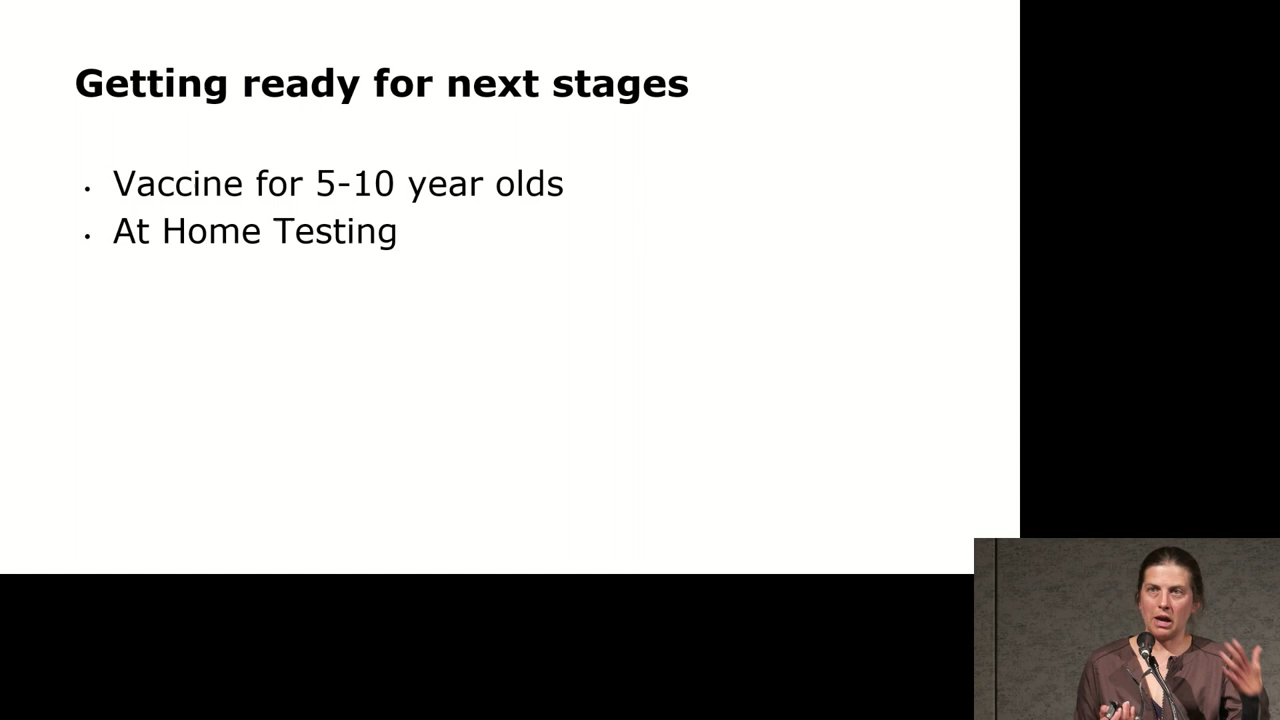 Getting ready for next stages
• Vaccine for 5-10 year olds
• At Home Testing